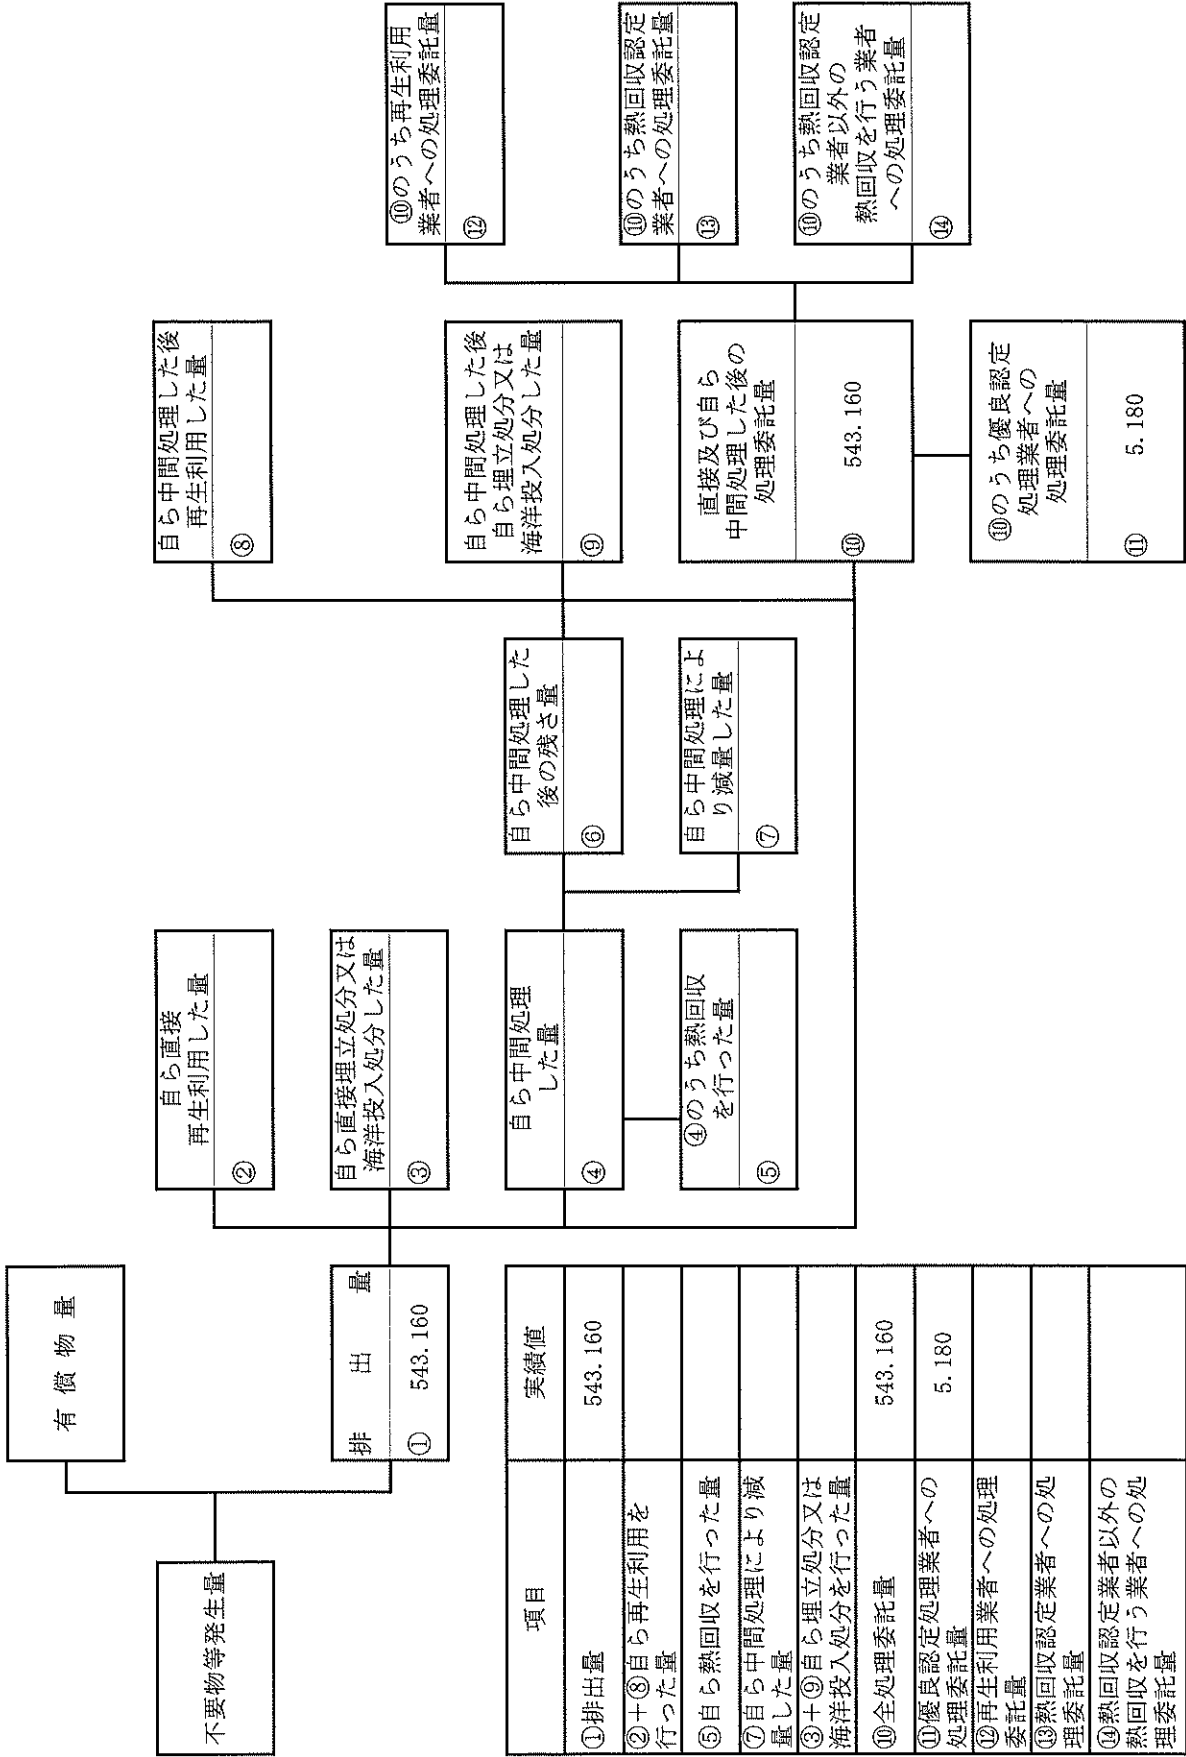 不要物等発生量
有償物量
排出量
① 543.160
自ら直接
再生利用した量
②
自ら直接埋立処分又は
海洋投入処分した量
③
自ら中間処理
した量
④
④のうち熱回収
を行った量
⑤
自ら中間処理した
後の残さ量
⑥
自ら中間処理によ
り減量した量
⑦
自ら中間処理した後
再生利用した量
⑧
自ら中間処理した後
自ら埋立処分又は
海洋投入処分した量
⑨
直接及び自ら
中間処理した後の
処理委託量
⑩ 543.160
⑩のうち優良認定
処理業者への
処理委託量
⑪ 5.180
⑩のうち再生利用
業者への処理委託量
⑫
⑩のうち熱回収認定
業者への処理委託量
⑬
⑩のうち熱回収認定
業者以外の
熱回収を行う業者
への処理委託量
⑭
項目 実績値
①排出量 543.160
②+⑧自ら再生利用を
行った量
⑤自ら熱回収を行った量
⑦自ら中間処理により減
量した量
③+⑨自ら埋立処分又は
海洋投入処分を行った量
⑩全処理委託量 543.160
⑪優良認定処理業者への
処理委託量 5.180
⑫再生利用業者への処理
委託量
⑬熱回収認定業者への処
理委託量
⑭熱回収認定業者以外の
熱回収を行う業者への処
理委託量